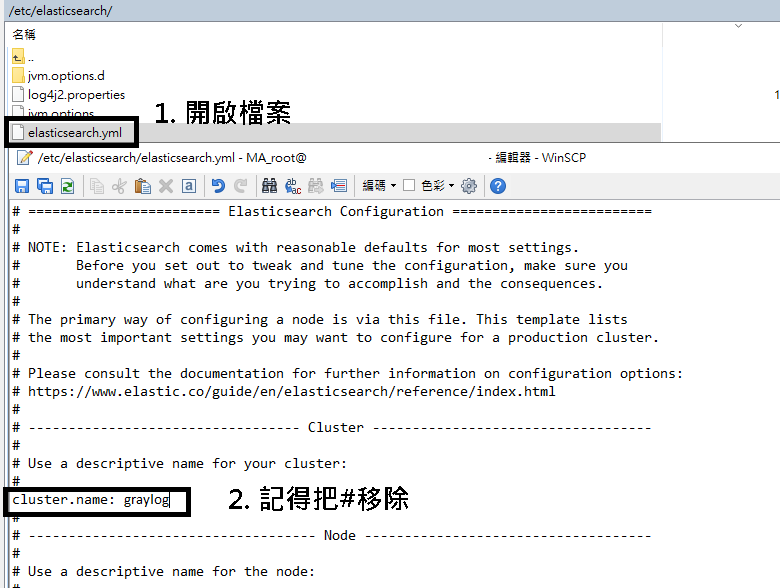 /etc/elasticsearch/
名稱
..
jvm.options.d
log4j2.properties
jvm.options
1. 開啟檔案
elasticsearch.yml
/etc/elasticsearch/elasticsearch.yml - MA_root@ - 編輯器 - WinSCP
編碼 色彩
# ======================== Elasticsearch Configuration =========================
#
# NOTE: Elasticsearch comes with reasonable defaults for most settings.
#       Before you set out to tweak and tune the configuration, make sure you
#       understand what are you trying to accomplish and the consequences.
#
# The primary way of configuring a node is via this file. This template lists
# the most important settings you may want to configure for a production cluster.
#
# Please consult the documentation for further information on configuration options:
# https://www.elastic.co/guide/en/elasticsearch/reference/index.html
#
# ---------------------------------- Cluster -----------------------------------
#
# Use a descriptive name for your cluster:
#
cluster.name: graylog
2. 記得把#移除
#
# ------------------------------------ Node ------------------------------------
#
# Use a descriptive name for the node:
#